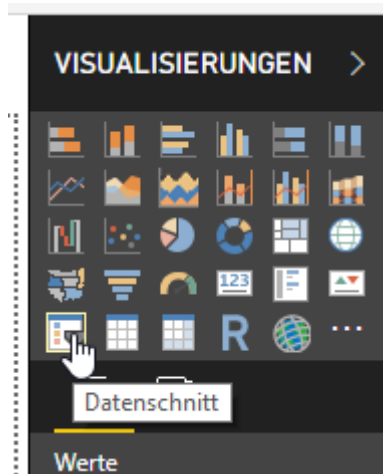 VISUALISIERUNGEN >
123
R
...
Datenschnitt
Werte